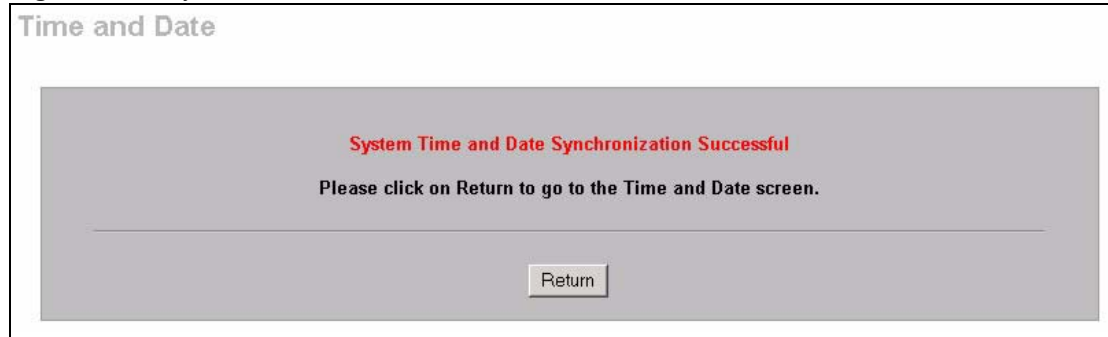 Time and Date
System Time and Date Synchronization Successful
Please click on Return to go to the Time and Date screen.
Return